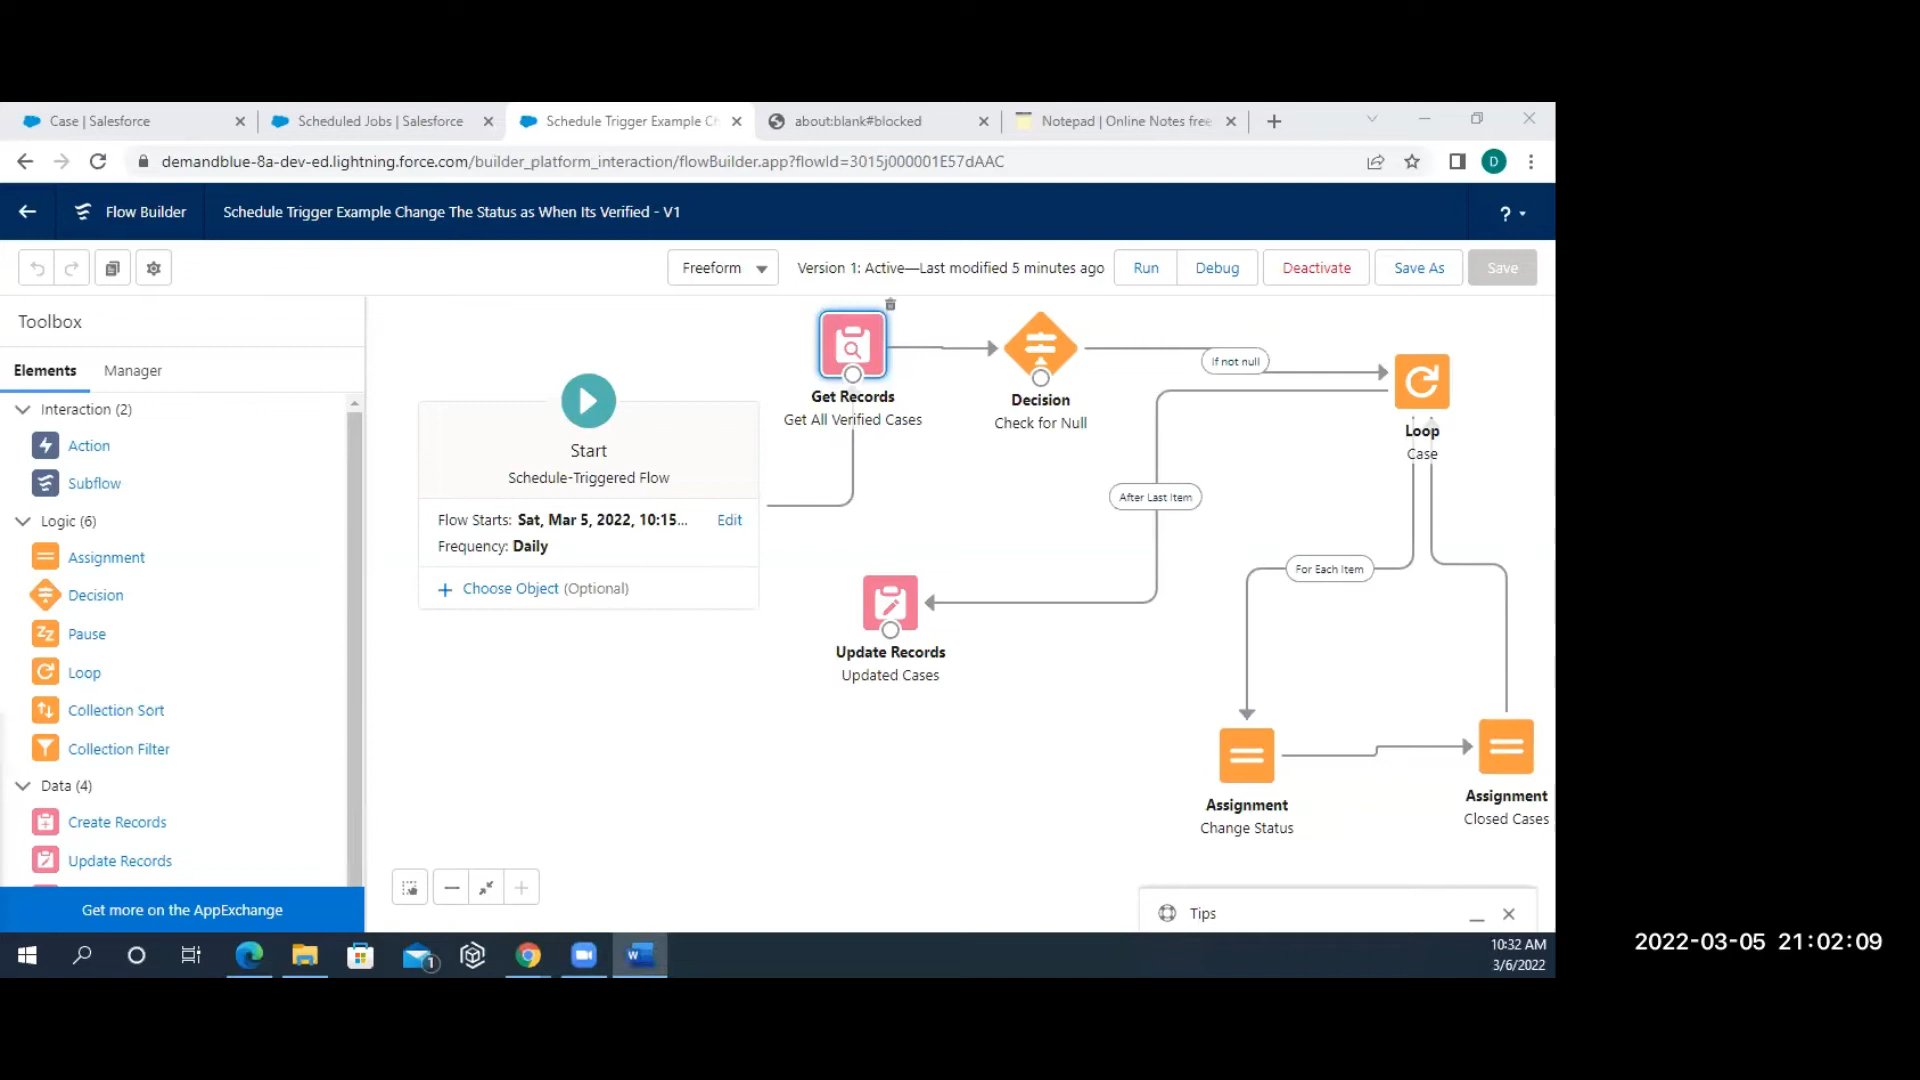 Case | Salesforce
Scheduled Jobs | Salesforce
Schedule Trigger Example Ch
about:blank#blocked
Notepad | Online Notes free
demandblue-8a-dev-ed.lightning.force.com/builder_platform_interaction/flowBuilder.app?flowId=3015j000001E57dAAC
D
Flow Builder
Schedule Trigger Example Change The Status as When Its Verified - V1
?
Freeform
Version 1: Active—Last modified 5 minutes ago
Run
Debug
Deactivate
Save As
Save
Toolbox
Elements
Manager
Interaction (2)
Action
Subflow
Logic (6)
Assignment
Decision
Pause
Loop
Collection Sort
Collection Filter
Data (4)
Create Records
Update Records
Get more on the AppExchange
Start
Schedule-Triggered Flow
Flow Starts: Sat, Mar 5, 2022, 10:15...
Edit
Frequency: Daily
+ Choose Object (Optional)
Get Records
Get All Verified Cases
Decision
Check for Null
If not null
Loop
Case
After Last Item
For Each Item
Update Records
Updated Cases
Assignment
Change Status
Assignment
Closed Cases
Tips
1
10:32 AM
3/6/2022
2022-03-05 21:02:09